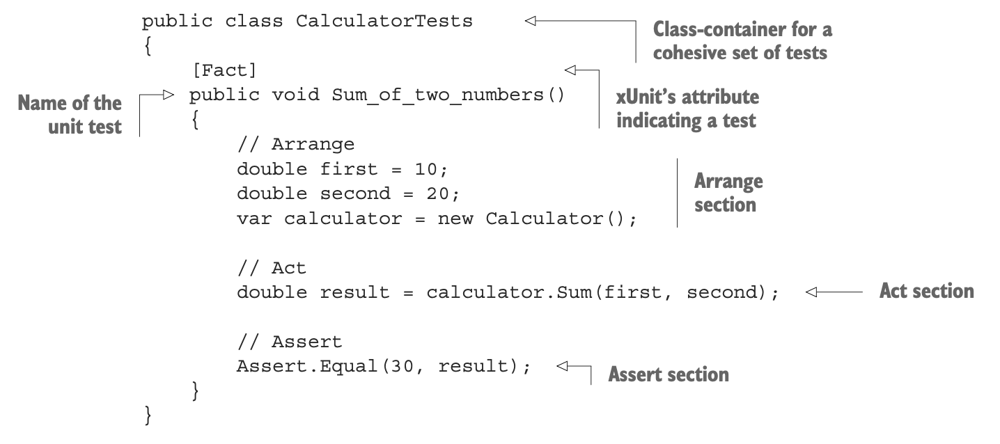 public class CalculatorTests
Class-container for a
cohesive set of tests
{
[Fact]
xUnit's attribute
indicating a test
Name of the
unit test
public void Sum_of_two_numbers()
{
// Arrange
double first = 10;
double second = 20;
var calculator = new Calculator();
Arrange
section
// Act
double result = calculator.Sum(first, second);
Act section
// Assert
Assert.Equal(30, result);
Assert section
}
}